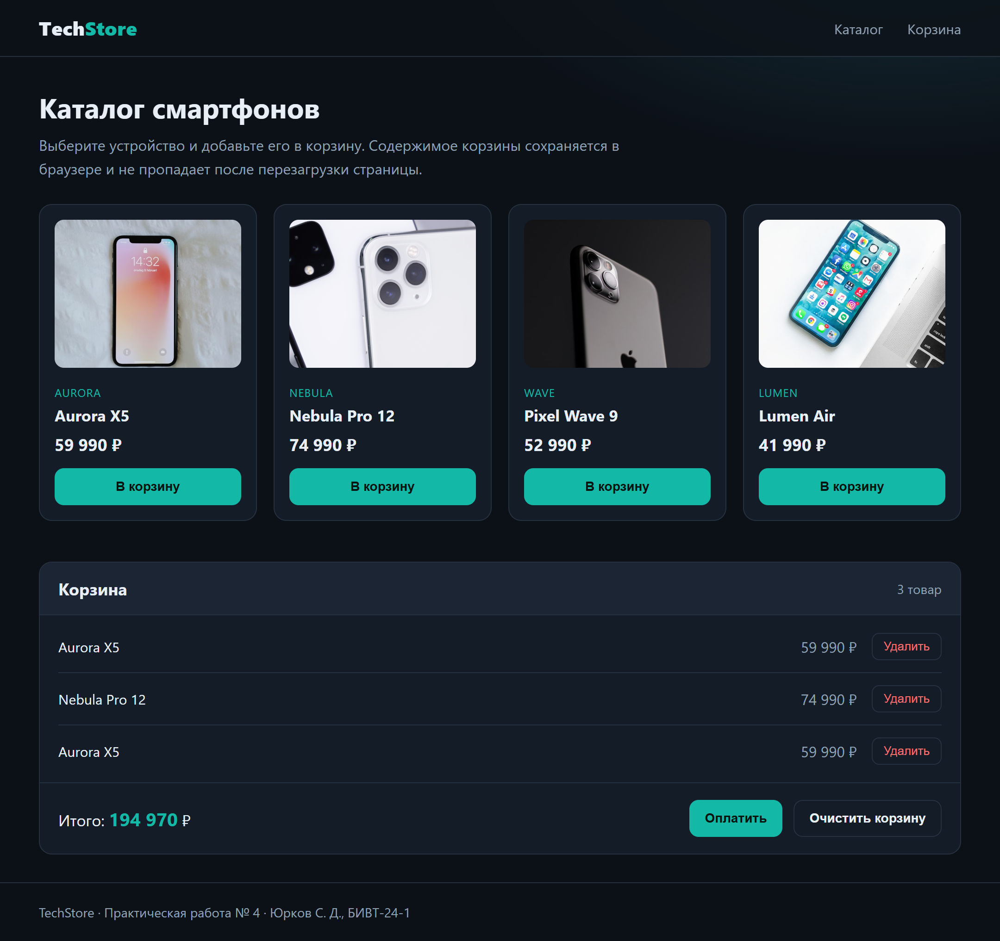 TechStore
Каталог Корзина
Каталог смартфонов
Выберите устройство и добавьте его в корзину. Содержимое корзины сохраняется в
браузере и не пропадает после перезагрузки страницы.
14:32
AURORA
Aurora X5
59 990 ₽
В корзину
NEBULA
Nebula Pro 12
74 990 ₽
В корзину
WAVE
Pixel Wave 9
52 990 ₽
В корзину
caps lock
shift
fn
LUMEN
Lumen Air
41 990 ₽
В корзину
Корзина
3 товар
Aurora X5 59 990 ₽ Удалить
Nebula Pro 12 74 990 ₽ Удалить
Aurora X5 59 990 ₽ Удалить
Итого: 194 970 ₽
Оплатить
Очистить корзину
TechStore · Практическая работа № 4 · Юрков С. Д., БИВТ-24-1